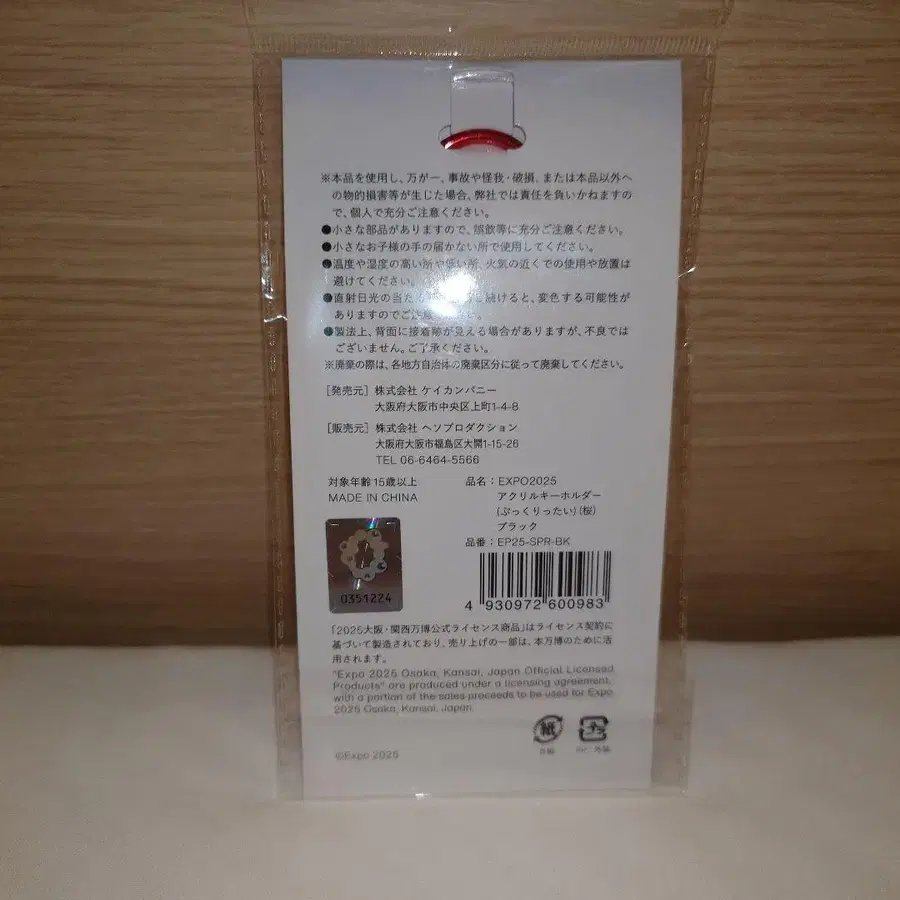 ※本品を使用し、万が一、事故や怪我・破損、または本品以外へ
の物的損害等が生じた場合、弊社では責任を負いかねますの
で、個人で充分ご注意ください。
●小さな部品がありますので、誤飲等に充分ご注意ください。
●小さなお子様の手の届かない所で使用してください。
●温度や湿度の高い所や低い所、火気の近くでの使用や放置は
避けてください。
●直射日光の当たる し続けると、変色する可能性が
ありますのでご注意ください。
●製法上、背面に接着跡が見える場合がありますが、不良では
ございません。ご了承ください。
※廃棄の際は、各地方自治体の廃棄区分に従って廃棄してください。
[発売元] 株式会社 ケイカンパニー
大阪府大阪市中央区上町1-4-8
[販売元] 株式会社 ヘソプロダクション
大阪府大阪市福島区大開1-15-26
TEL 06-6464-5566
対象年齢15歳以上
MADE IN CHINA
品名：EXPO2025
アクリルキーホルダー
(ぷっくりったい)(桜)
ブラック
品番：EP25-SPR-BK
0351224
4 930972 600983
「2025大阪・関西万博公式ライセンス商品」はライセンス契約に
基づいて製造されており、売り上げの一部は、本万博のために活
用されます。
"Expo 2025 Osaka, Kansai, Japan Official Licensed
Products" are produced under a licensing agreement,
with a portion of the sales proceeds to be used for Expo
2025 Osaka, Kansai, Japan.
紙
プラ
©Expo 2025